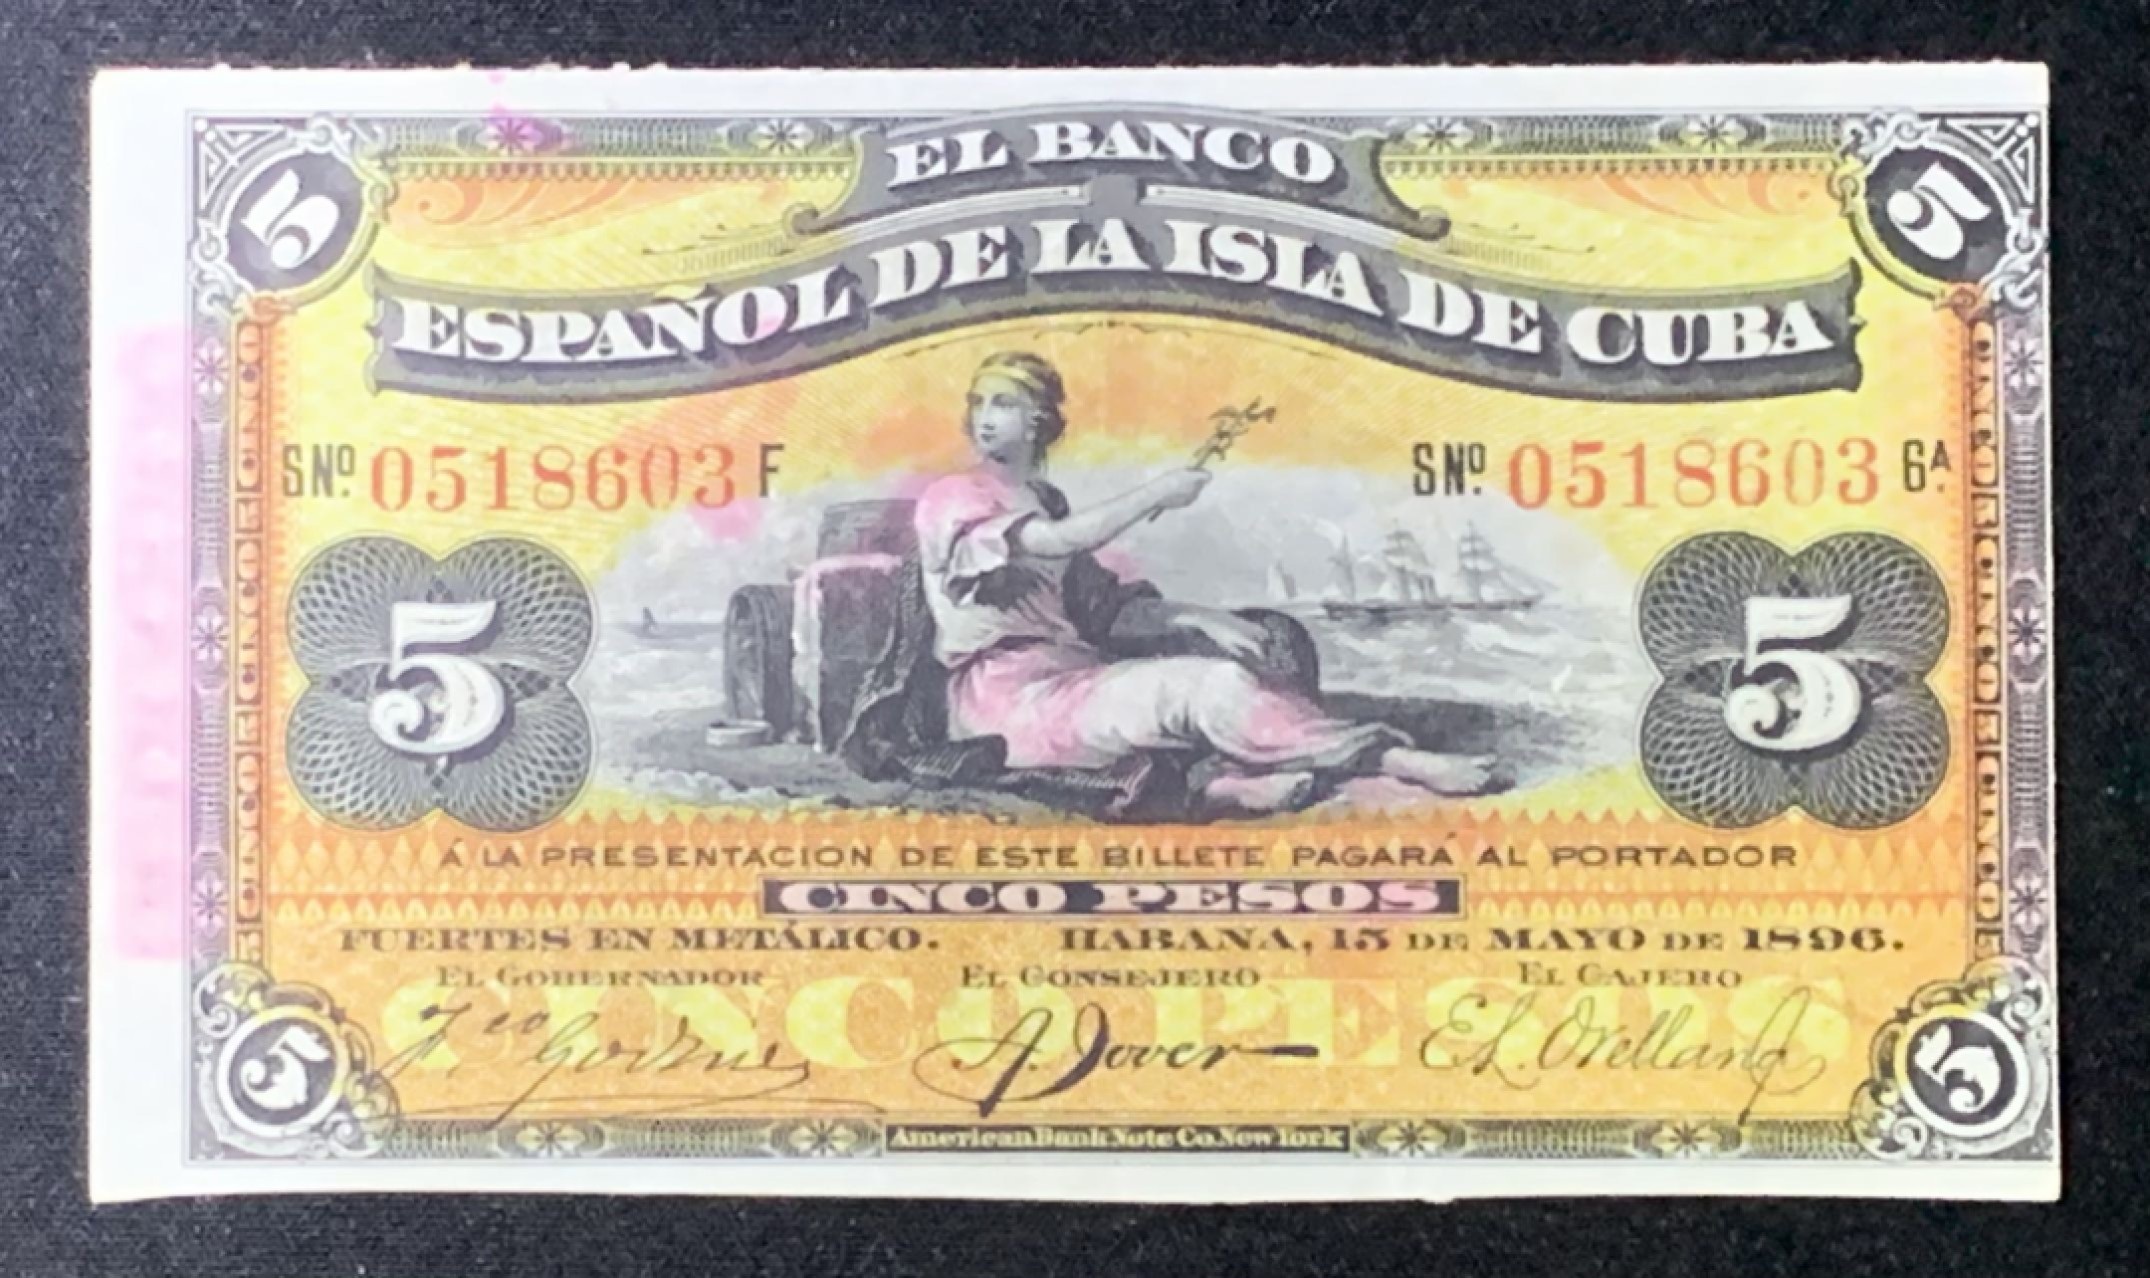 EL BANCO
ESPAÑOL DE LA ISLA DE CUBA
5
5
SNº. 0518603 F
SNº. 0518603 6A.
5
5
Á LA PRESENTACION DE ESTE BILLETE PAGARÁ AL PORTADOR
CINCO PESOS
FUERTES EN METÁLICO. HABANA, 15 DE MAYO DE 1896.
EL GOBERNADOR
EL CONSEJERO
EL CAJERO
CINCO PESOS
A. Jover
E. L. Orellana
5
5
American Bank Note Co. New York